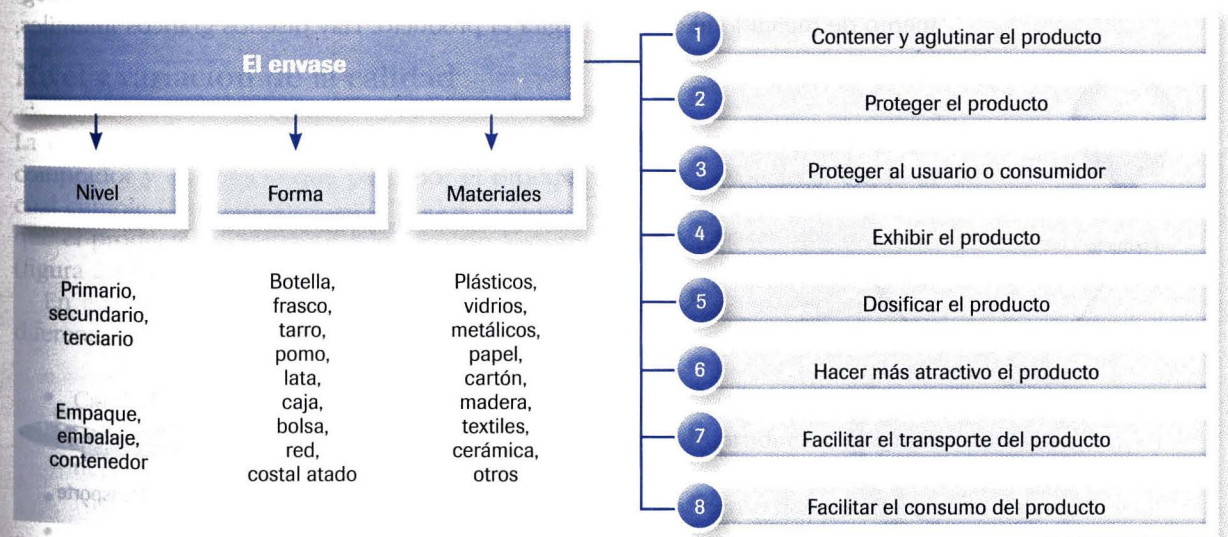 El envase
Nivel
Forma
Materiales
Primario,
secundario,
terciario
Empaque,
embalaje,
contenedor
Botella,
frasco,
tarro,
pomo,
lata,
caja,
bolsa,
red,
costal atado
Plásticos,
vidrios,
metálicos,
papel,
cartón,
madera,
textiles,
cerámica,
otros
1 Contener y aglutinar el producto
2 Proteger el producto
3 Proteger al usuario o consumidor
4 Exhibir el producto
5 Dosificar el producto
6 Hacer más atractivo el producto
7 Facilitar el transporte del producto
8 Facilitar el consumo del producto